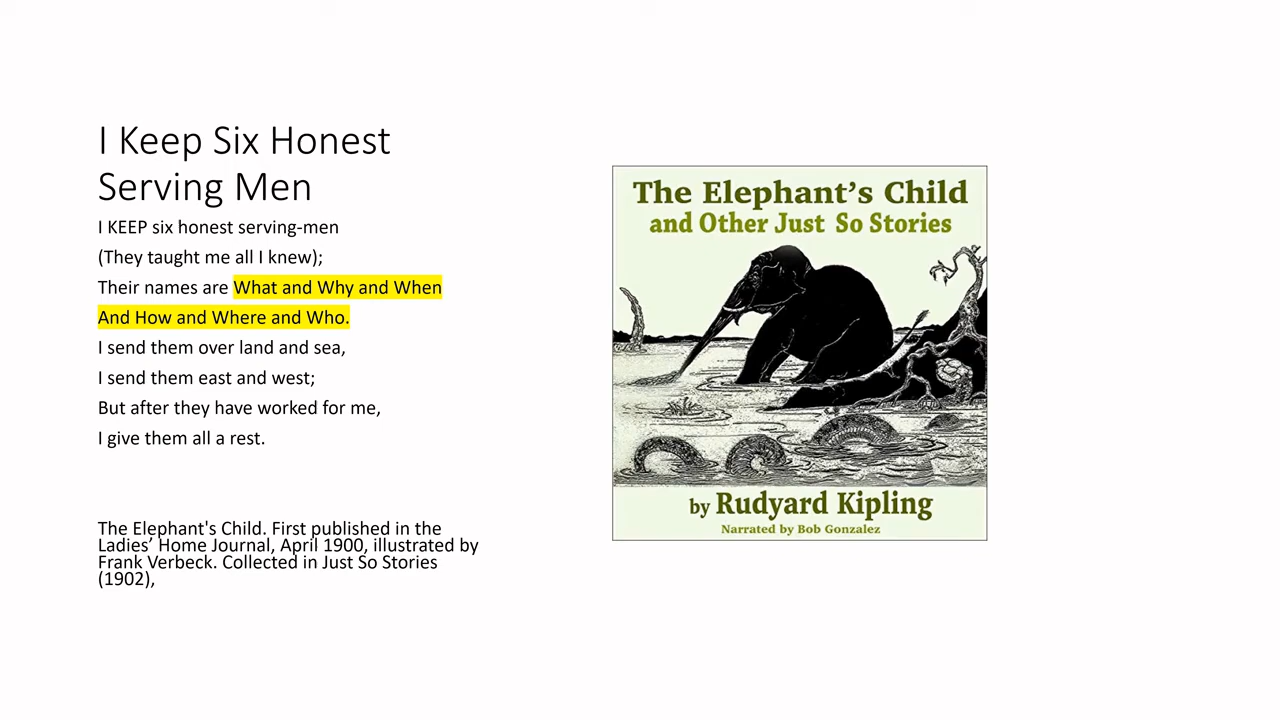 I Keep Six Honest
Serving Men
I KEEP six honest serving-men
(They taught me all I knew);
Their names are What and Why and When
And How and Where and Who.
I send them over land and sea,
I send them east and west;
But after they have worked for me,
I give them all a rest.
The Elephant's Child. First published in the
Ladies’ Home Journal, April 1900, illustrated by
Frank Verbeck. Collected in Just So Stories
(1902),
The Elephant’s Child
and Other Just So Stories
by Rudyard Kipling
Narrated by Bob Gonzalez